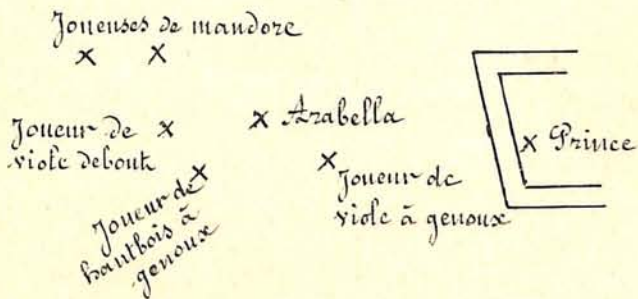 Joueuses de mandore
x x
x Arabella
x Prince
Joueur de x
viole debout
x
Joueur de
viole à genoux
x
Joueur de
hautbois à
genoux